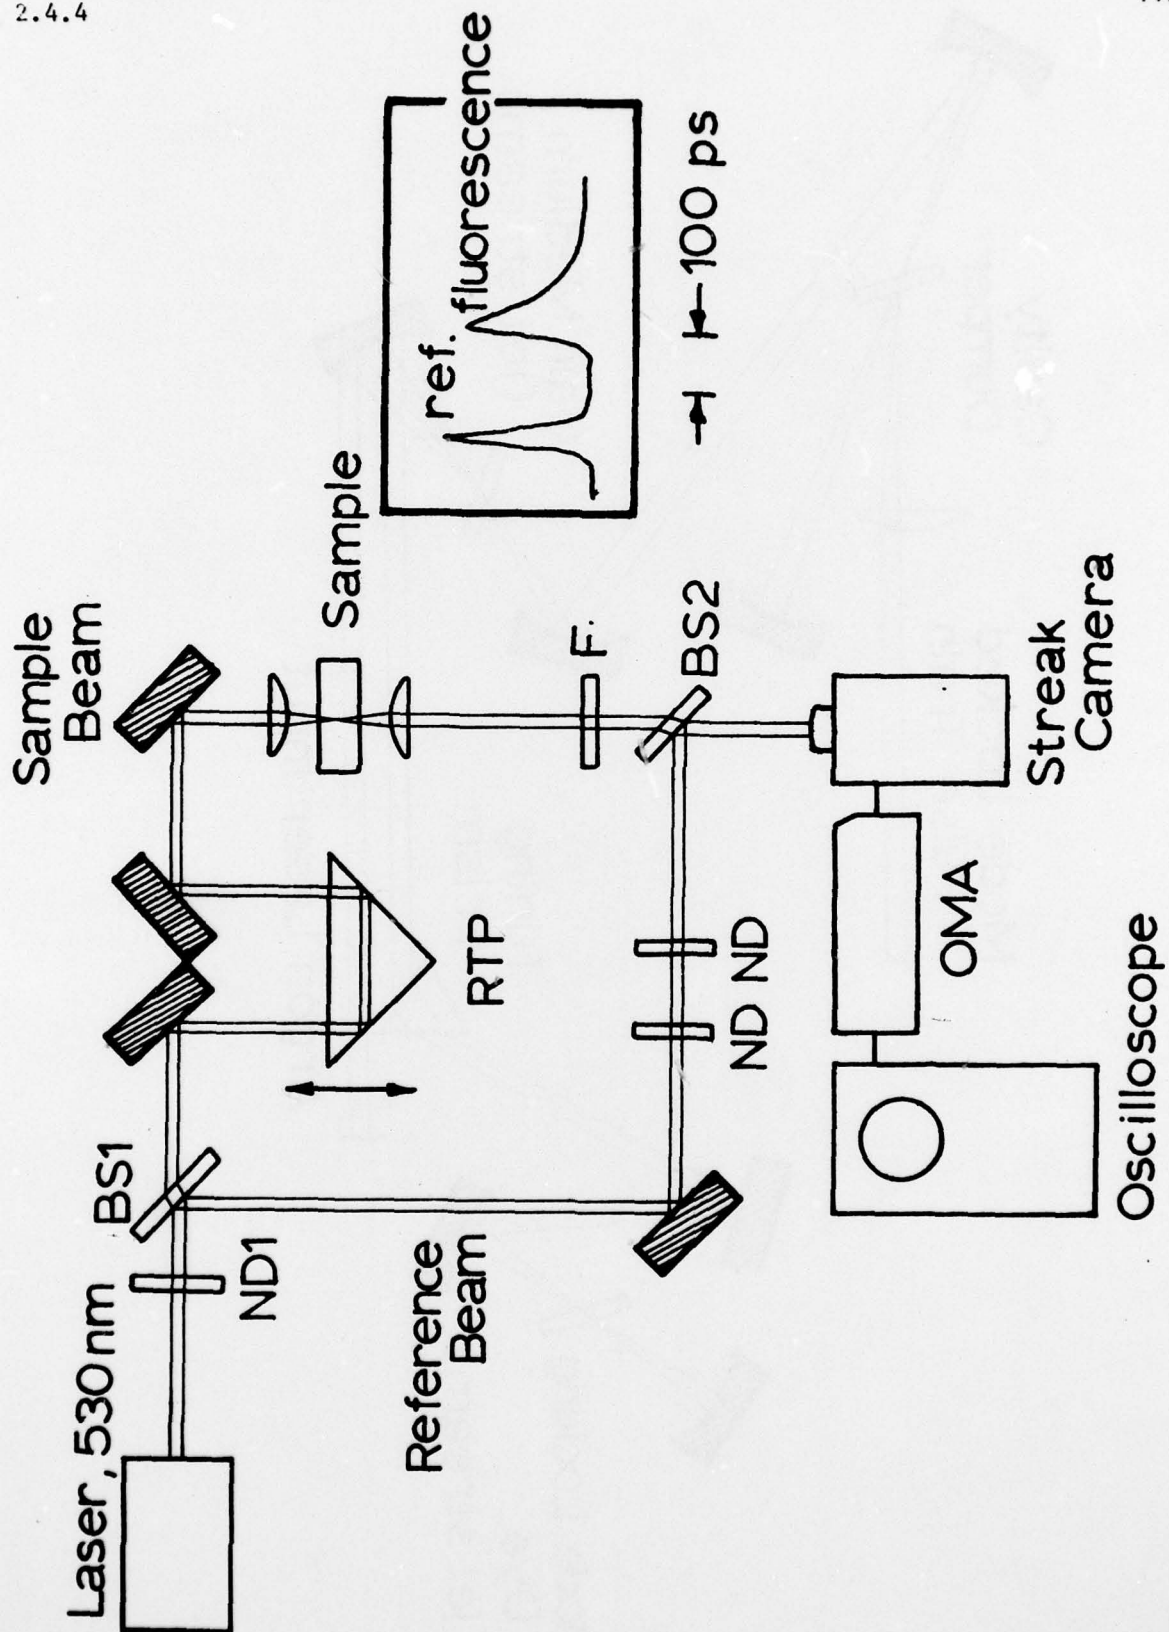 2.4.4
Laser, 530nm
ND1
BS1
Sample
Beam
RTP
Reference
Beam
Sample
F.
BS2
ND ND
Streak
Camera
OMA
Oscilloscope
ref.
fluorescence
100 ps